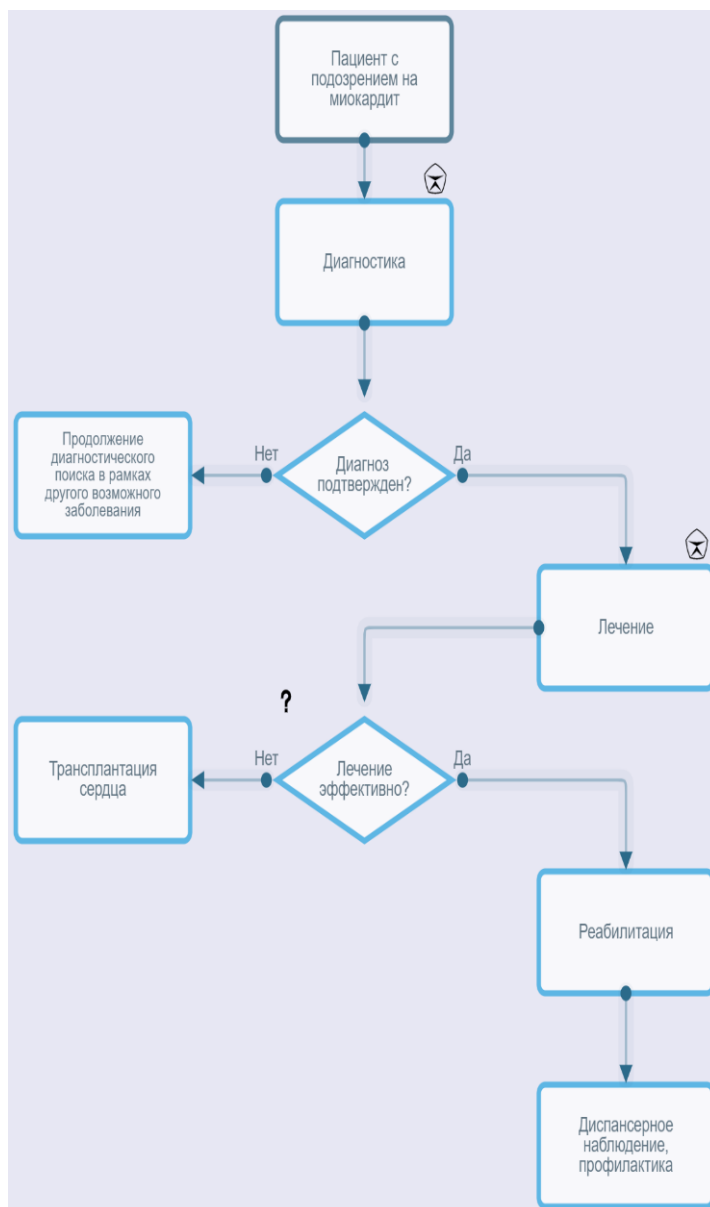 Пациент с
подозрением на
миокардит
Диагностика
Диагноз
подтвержден?
Нет
Да
Продолжение
диагностического
поиска в рамках
другого возможного
заболевания
Лечение
?
Лечение
эффективно?
Нет
Да
Трансплантация
сердца
Реабилитация
Диспансерное
наблюдение,
профилактика